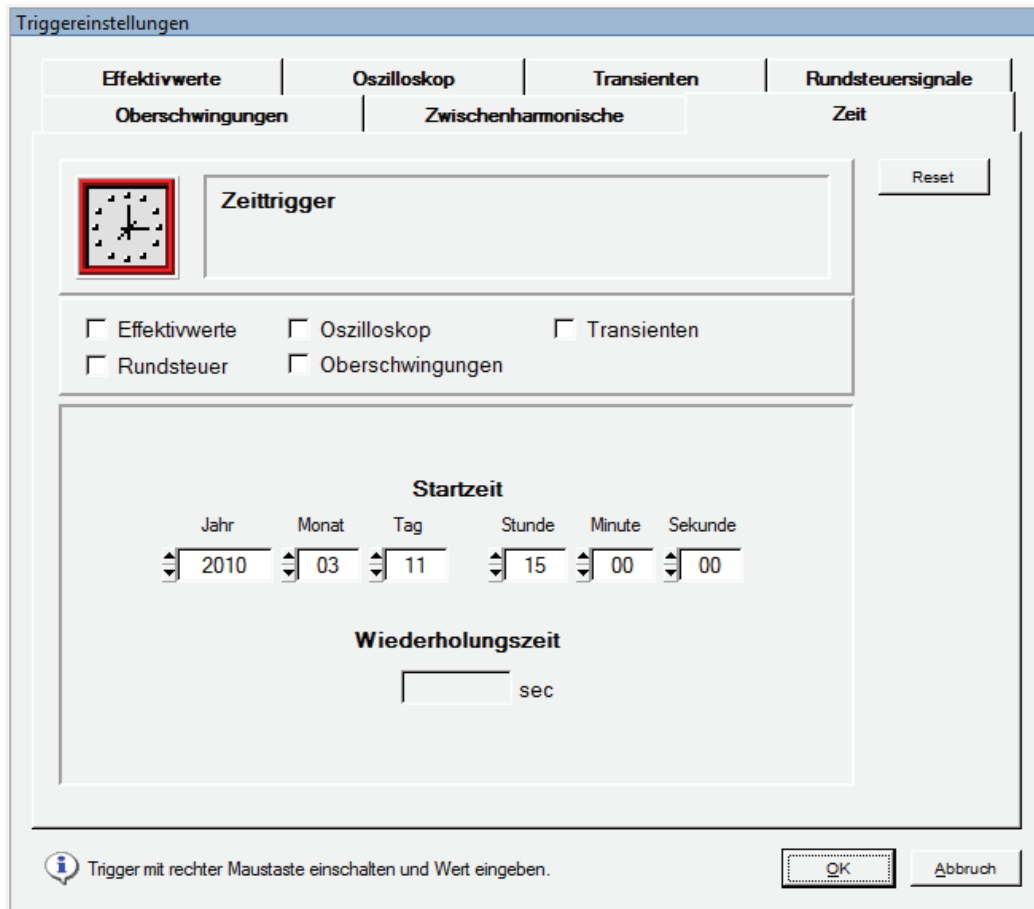 Triggereinstellungen
Effektivwerte Oszilloskop Transienten Rundsteuersignale
Oberschwingungen Zwischenharmonische Zeit
Zeittrigger
Reset
Effektivwerte Oszilloskop Transienten
Rundsteuer Oberschwingungen
Startzeit
Jahr Monat Tag Stunde Minute Sekunde
2010 03 11 15 00 00
Wiederholungszeit
sec
Trigger mit rechter Maustaste einschalten und Wert eingeben.
OK Abbruch